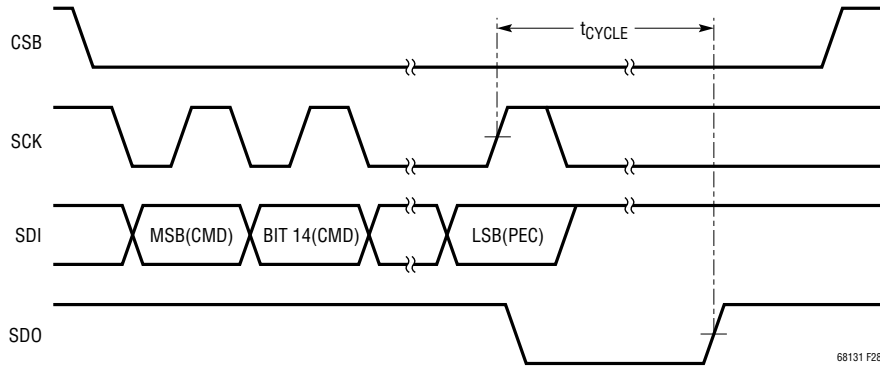 CSB
tCYCLE
SCK
SDI
MSB(CMD)
BIT 14(CMD)
LSB(PEC)
SDO
68131 F28